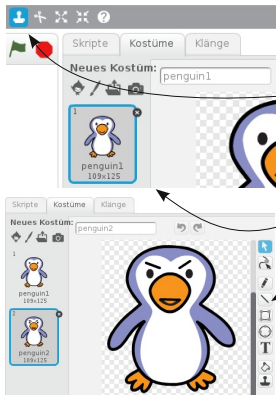 Skripte Kostüme Klänge
Neues Kostüm: penguin1
1
penguin1
109x125
Skripte Kostüme Klänge
Neues Kostüm: penguin2
1
penguin1
109x125
2
penguin2
109x125
T